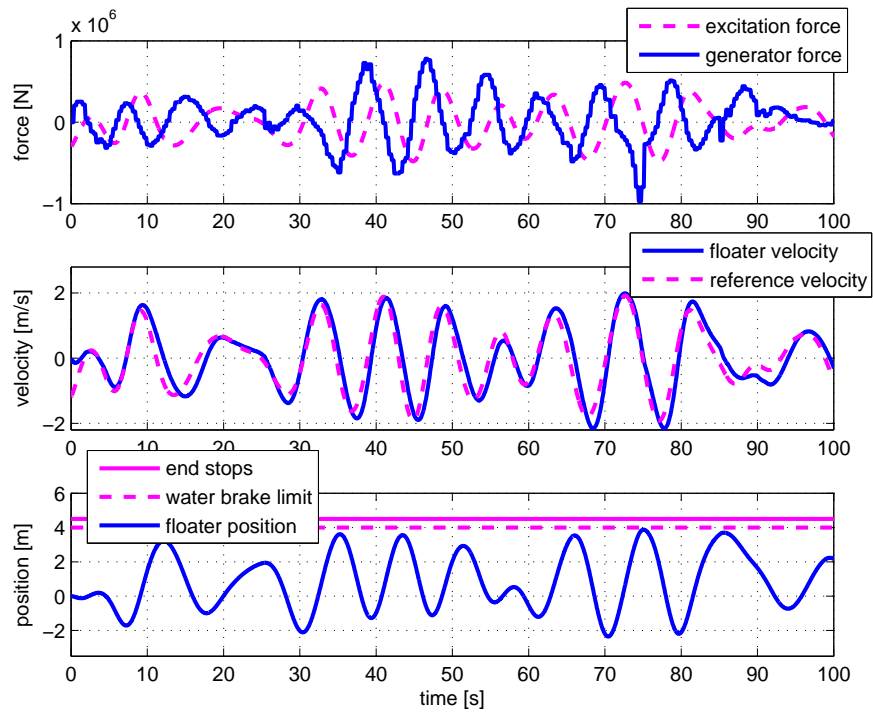 x 10^6
excitation force
generator force
force [N]
1
0
−1
0 10 20 30 40 50 60 70 80 90 100
floater velocity
reference velocity
velocity [m/s]
2
0
−2
0 10 20 30 40 50 60 70 80 90 100
end stops
water brake limit
floater position
position [m]
6
4
2
0
−2
0 10 20 30 40 50 60 70 80 90 100
time [s]